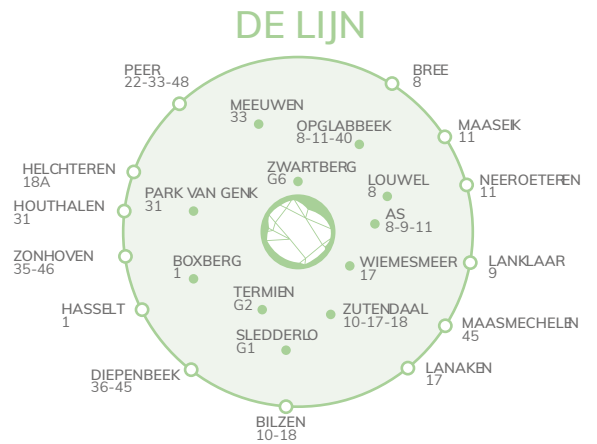 DE LIJN
PEER
22-33-48
BREE
8
MEEUWEN
33
OPGLABBEEK
8-11-40
MAASEIK
11
HELCHTEREN
18A
ZWARTBERG
G6
LOUWEL
8
NEEROETEREN
11
PARK VAN GENK
31
HOUTHALEN
31
AS
8-9-11
ZONHOVEN
35-46
BOXBERG
1
WIEMESMEER
17
LANKLAAR
9
TERMIEN
G2
HASSELT
1
ZUTENDAAL
10-17-18
MAASMECHELEN
45
SLEDDERLO
G1
DIEPENBEEK
36-45
LANAKEN
17
BILZEN
10-18